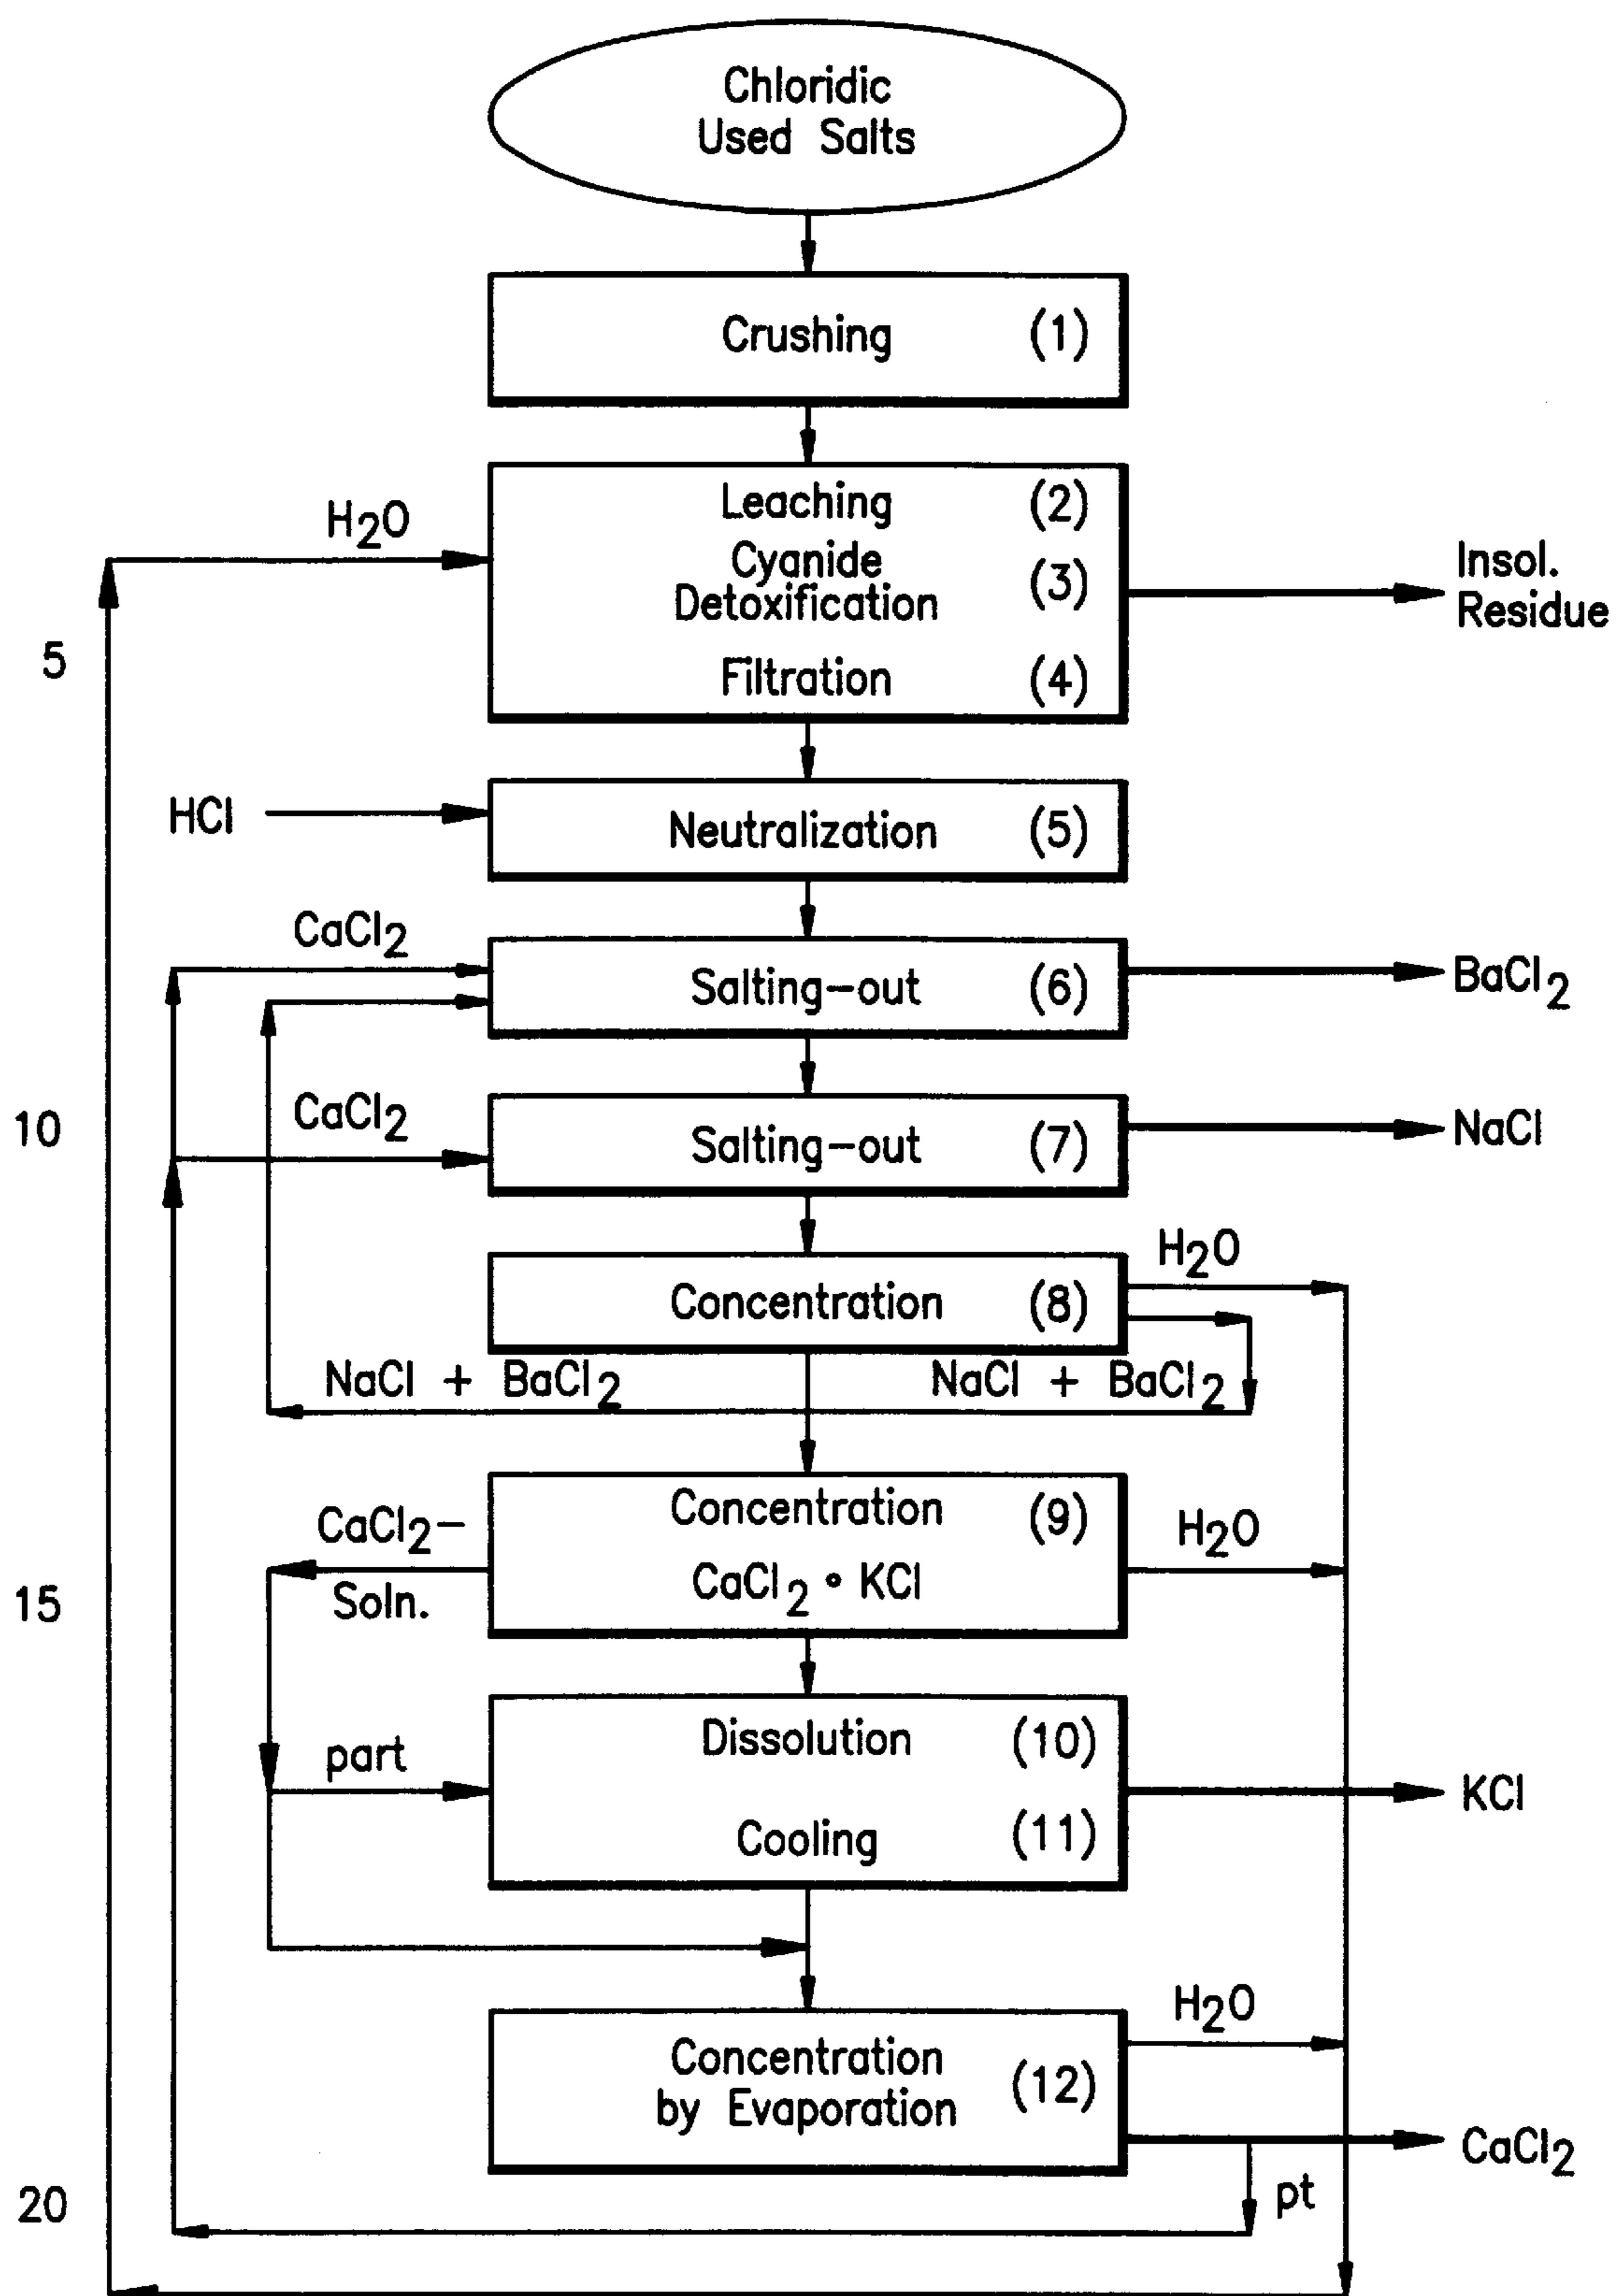 Chloridic
Used Salts
Crushing (1)
H2O
Leaching (2)
Cyanide
Detoxification (3)
Filtration (4)
Insol.
Residue
5
HCl
Neutralization (5)
CaCl2
Salting-out (6)
BaCl2
10
CaCl2
Salting-out (7)
NaCl
Concentration (8)
H2O
NaCl + BaCl2
NaCl + BaCl2
CaCl2-
Soln.
Concentration (9)
CaCl2 • KCl
H2O
15
part
Dissolution (10)
Cooling (11)
KCl
Concentration
by Evaporation (12)
H2O
CaCl2
pt
20